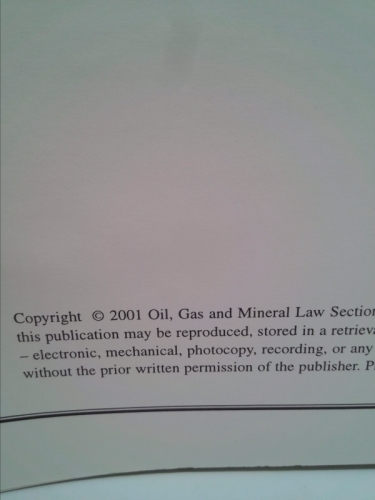 Copyright © 2001 Oil, Gas and Mineral Law Section
this publication may be reproduced, stored in a retrieva
– electronic, mechanical, photocopy, recording, or any
without the prior written permission of the publisher. P